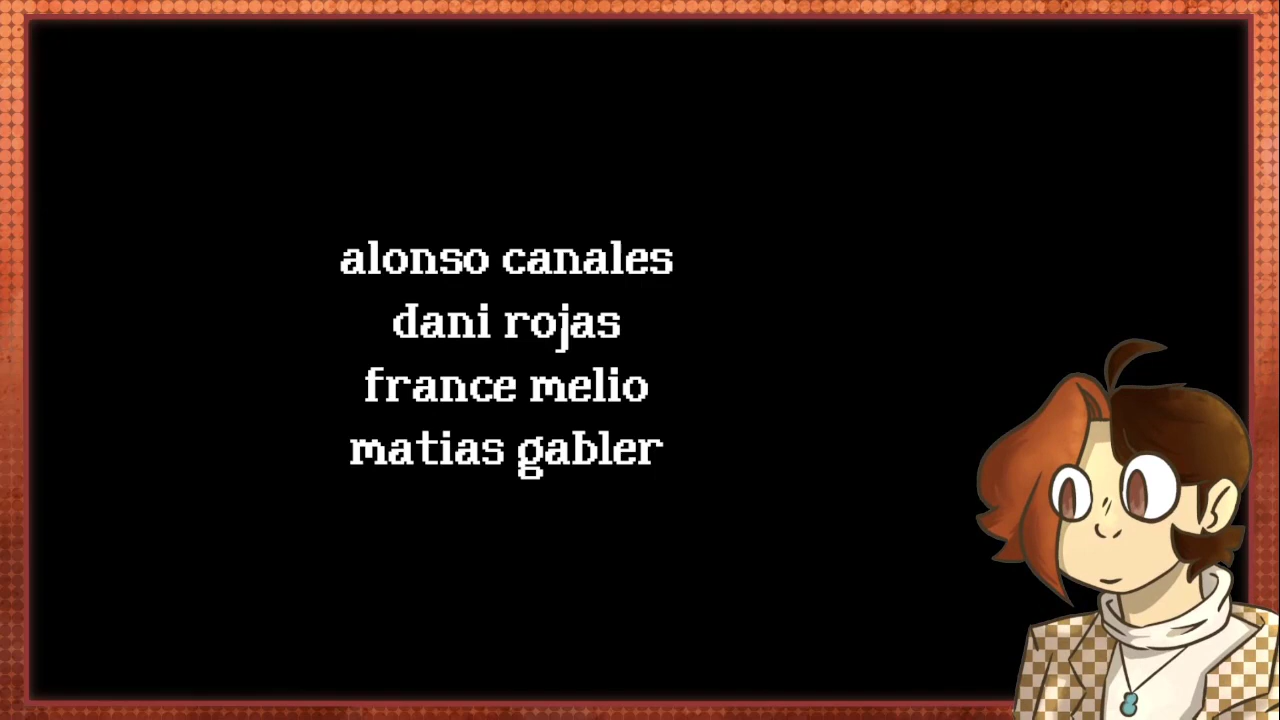 alonso canales
dani rojas
france melio
matias gabler